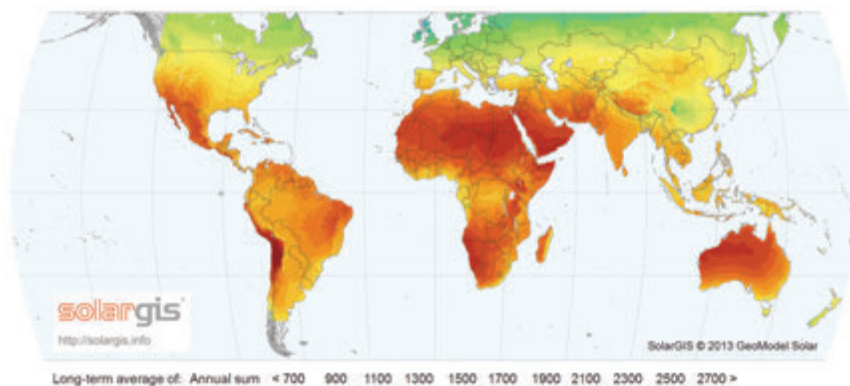 solargis
http://solargis.info
SolarGIS © 2013 GeoModel Solar
Long-term average of: Annual sum < 700 900 1100 1300 1500 1700 1900 2100 2300 2500 2700 >